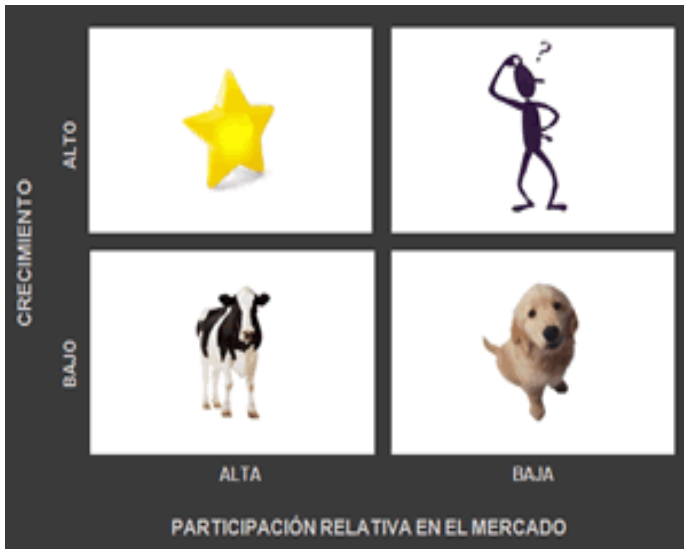 ?
ALTO
CRECIMIENTO
BAJO
ALTA
BAJA
PARTICIPACIÓN RELATIVA EN EL MERCADO